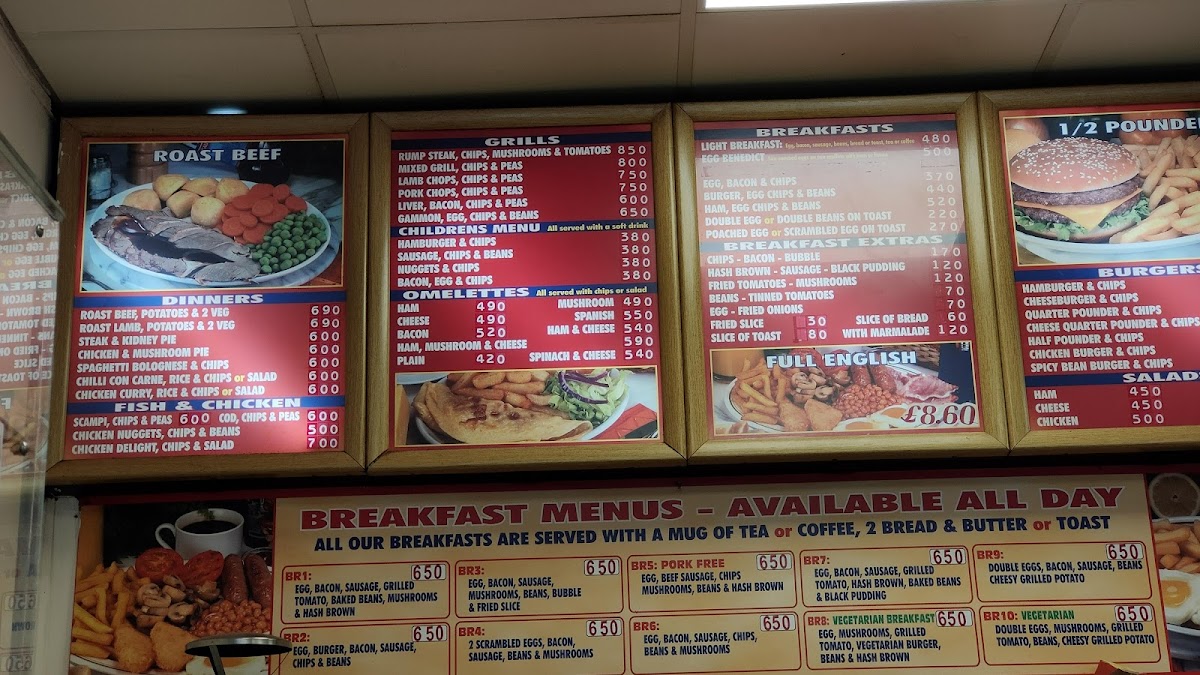 ROAST BEEF
DINNERS
ROAST BEEF, POTATOES & 2 VEG 690
ROAST LAMB, POTATOES & 2 VEG 690
STEAK & KIDNEY PIE 600
CHICKEN & MUSHROOM PIE 600
SPAGHETTI BOLOGNESE & CHIPS 600
CHILLI CON CARNE, RICE & CHIPS or SALAD 600
CHICKEN CURRY, RICE & CHIPS or SALAD 600
FISH & CHICKEN
SCAMPI, CHIPS & PEAS 600 COD, CHIPS & PEAS 600
CHICKEN NUGGETS, CHIPS & BEANS 500
CHICKEN DELIGHT, CHIPS & SALAD 700
GRILLS
RUMP STEAK, CHIPS, MUSHROOMS & TOMATOES 850
MIXED GRILL, CHIPS & PEAS 800
LAMB CHOPS, CHIPS & PEAS 750
PORK CHOPS, CHIPS & PEAS 750
LIVER, BACON, CHIPS & PEAS 600
GAMMON, EGG, CHIPS & BEANS 650
CHILDRENS MENU All served with a soft drink
HAMBURGER & CHIPS 380
SAUSAGE, CHIPS & BEANS 380
NUGGETS & CHIPS 380
BACON, EGG & CHIPS 380
OMELETTES All served with chips or salad
HAM 490 MUSHROOM 490
CHEESE 490 SPANISH 550
BACON 520 HAM & CHEESE 540
HAM, MUSHROOM & CHEESE 590
PLAIN 420 SPINACH & CHEESE 540
BREAKFASTS
LIGHT BREAKFAST: Egg, bacon, sausage, beans, bread or toast, tea or coffee 480
EGG BENEDICT 500
EGG, BACON & CHIPS 370
BURGER, EGG CHIPS & BEANS 440
HAM, EGG CHIPS & BEANS 520
DOUBLE EGG or DOUBLE BEANS ON TOAST 220
POACHED EGG or SCRAMBLED EGG ON TOAST 270
BREAKFAST EXTRAS
CHIPS - BACON - BUBBLE 170
HASH BROWN - SAUSAGE - BLACK PUDDING 120
FRIED TOMATOES - MUSHROOMS 120
BEANS - TINNED TOMATOES 70
EGG - FRIED ONIONS 70
FRIED SLICE 30 SLICE OF BREAD 60
SLICE OF TOAST 80 WITH MARMALADE 120
FULL ENGLISH
£8.60
1/2 POUNDER
BURGERS
HAMBURGER & CHIPS
CHEESEBURGER & CHIPS
QUARTER POUNDER & CHIPS
CHEESE QUARTER POUNDER & CHIPS
HALF POUNDER & CHIPS
CHICKEN BURGER & CHIPS
SPICY BEAN BURGER & CHIPS
SALADS
HAM 450
CHEESE 450
CHICKEN 500
BREAKFAST MENUS - AVAILABLE ALL DAY
ALL OUR BREAKFASTS ARE SERVED WITH A MUG OF TEA or COFFEE, 2 BREAD & BUTTER or TOAST
BR1: 650
EGG, BACON, SAUSAGE, GRILLED
TOMATO, BAKED BEANS, MUSHROOMS
& HASH BROWN
BR3: 650
EGG, BACON, SAUSAGE,
MUSHROOMS, BEANS, BUBBLE
& FRIED SLICE
BR5: PORK FREE 650
EGG, BEEF SAUSAGE, CHIPS
MUSHROOMS, BEANS & HASH BROWN
BR7: 650
EGG, BACON, SAUSAGE, GRILLED
TOMATO, HASH BROWN, BAKED BEANS
& BLACK PUDDING
BR9: 650
DOUBLE EGGS, BACON, SAUSAGE, BEANS
CHEESY GRILLED POTATO
BR2: 650
EGG, BURGER, BACON, SAUSAGE,
CHIPS & BEANS
BR4: 650
2 SCRAMBLED EGGS, BACON,
SAUSAGE, BEANS & MUSHROOMS
BR6: 650
EGG, BACON, SAUSAGE, CHIPS,
BEANS & MUSHROOMS
BR8: VEGETARIAN BREAKFAST 650
EGG, MUSHROOMS, GRILLED
TOMATO, VEGETARIAN BURGER,
BEANS & HASH BROWN
BR10: VEGETARIAN 650
DOUBLE EGGS, MUSHROOMS, GRILLED
TOMATO, BEANS, CHEESY GRILLED POTATO